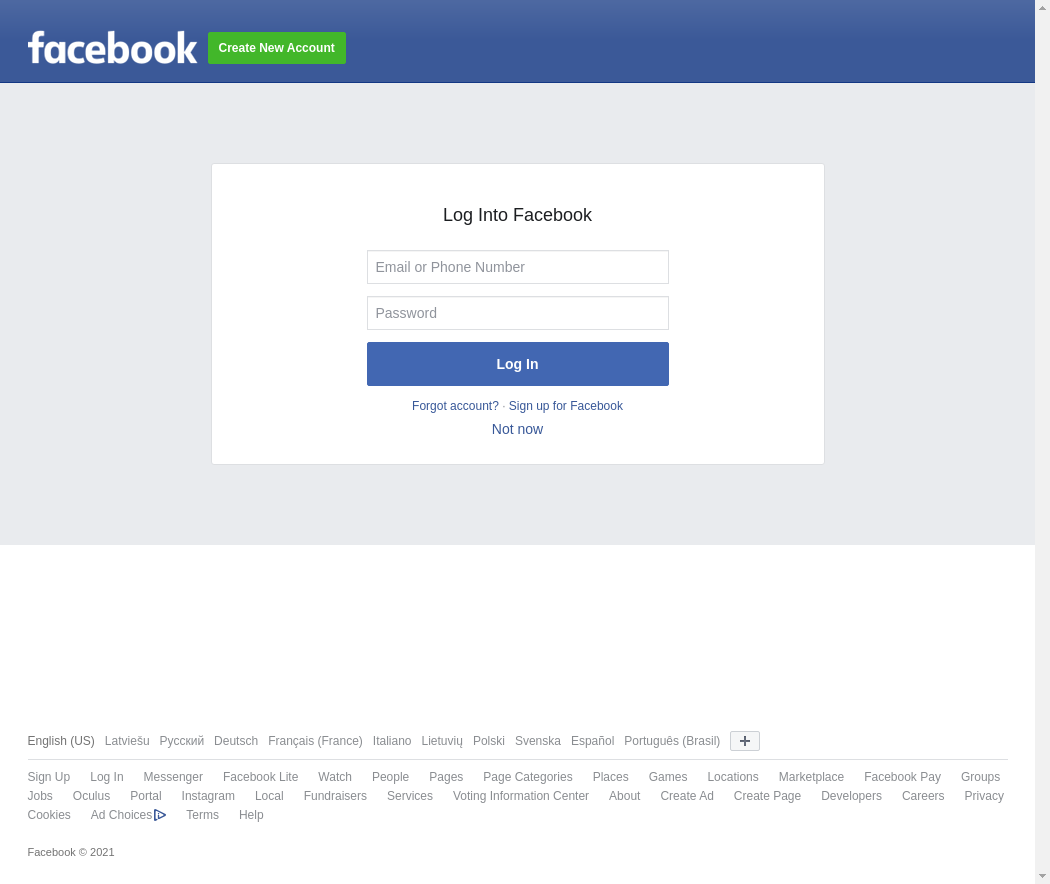 facebook Create New Account
Log Into Facebook
Email or Phone Number
Password
Log In
Forgot account? · Sign up for Facebook
Not now
English (US) Latviešu Русский Deutsch Français (France) Italiano Lietuvių Polski Svenska Español Português (Brasil)
Sign Up Log In Messenger Facebook Lite Watch People Pages Page Categories Places Games Locations Marketplace Facebook Pay Groups
Jobs Oculus Portal Instagram Local Fundraisers Services Voting Information Center About Create Ad Create Page Developers Careers Privacy
Cookies Ad Choices Terms Help
Facebook © 2021